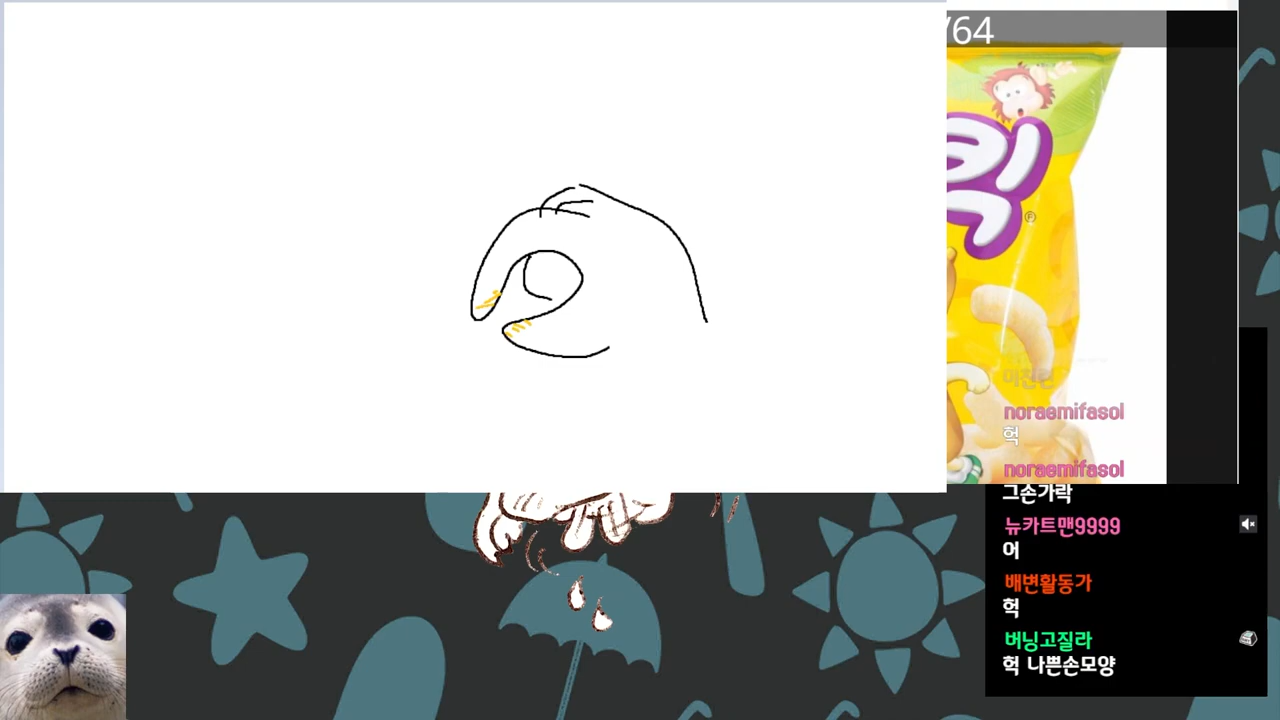 /64
킥
®
noraemifasol
헉
noraemifasol
그손가락
뉴카트맨9999
어
배변활동가
헉
버닝고질라
헉 나쁜손모양